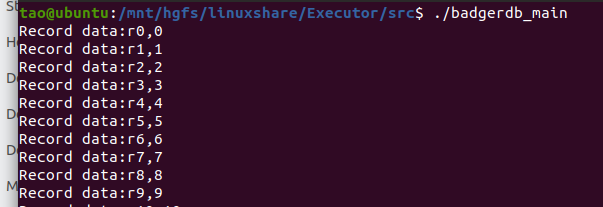 tao@ubuntu:/mnt/hgfs/linuxshare/Executor/src$ ./badgerdb_main
Record data:r0,0
Record data:r1,1
Record data:r2,2
Record data:r3,3
Record data:r4,4
Record data:r5,5
Record data:r6,6
Record data:r7,7
Record data:r8,8
Record data:r9,9